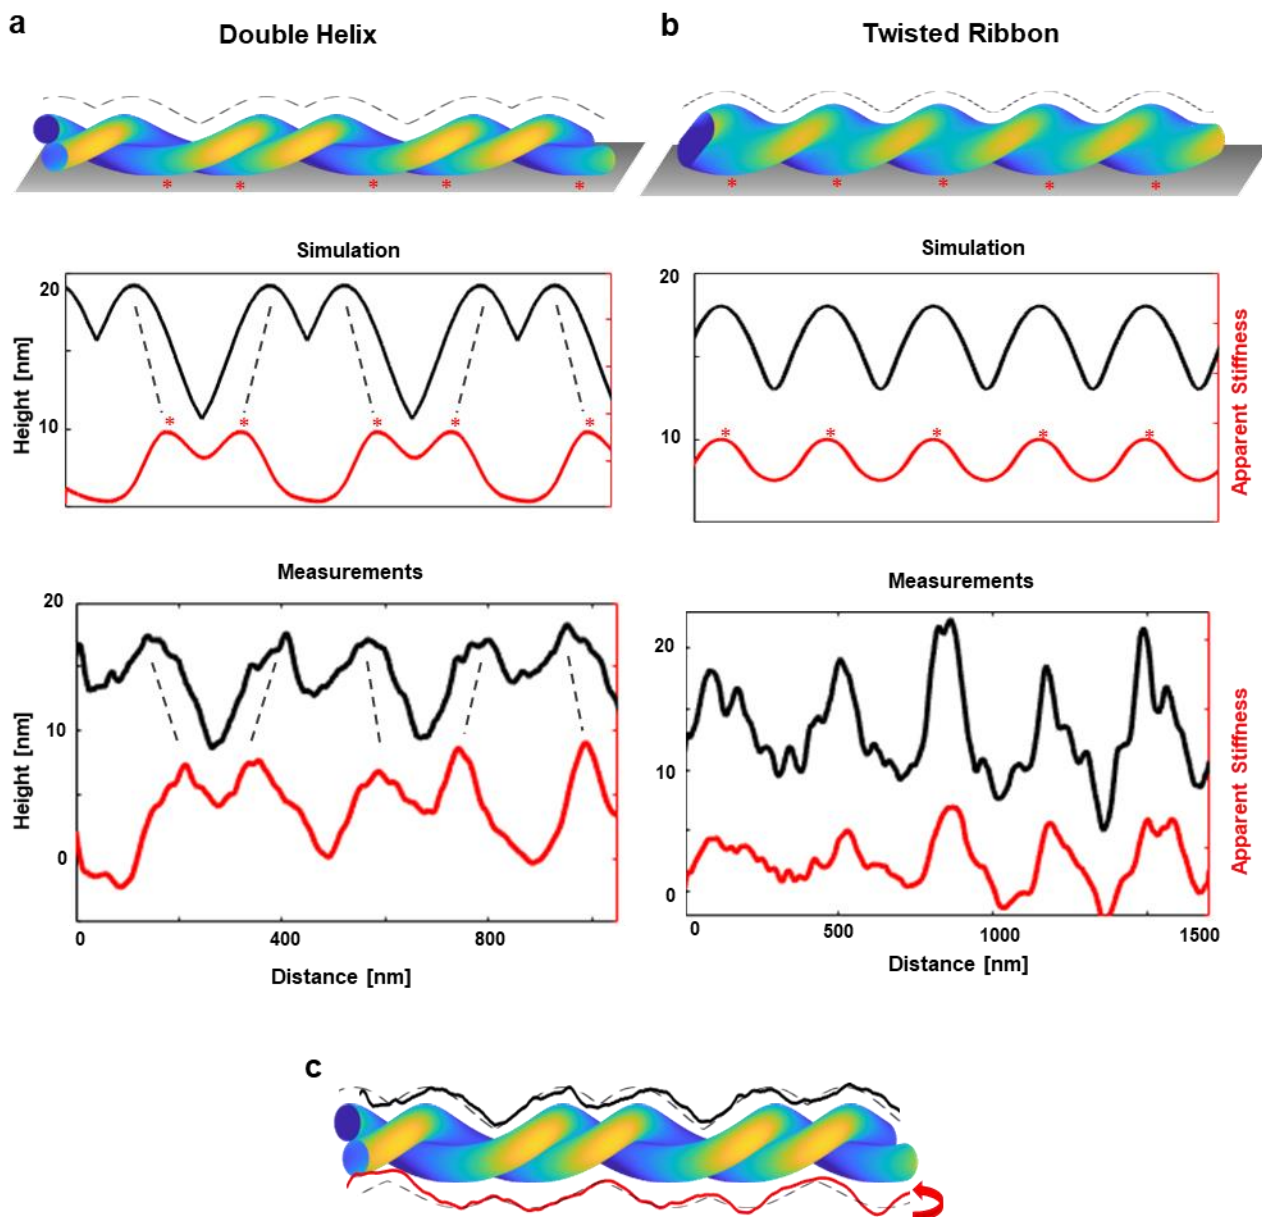 a
Double Helix
b
Twisted Ribbon
* * * * *
* * * * *
Simulation
Simulation
20
10
Height [nm]
* * * * *
20
10
* * * * *
Apparent Stiffness
Measurements
Measurements
20
10
0
Height [nm]
0 400 800
Distance [nm]
20
10
0
Apparent Stiffness
0 500 1000 1500
Distance [nm]
c